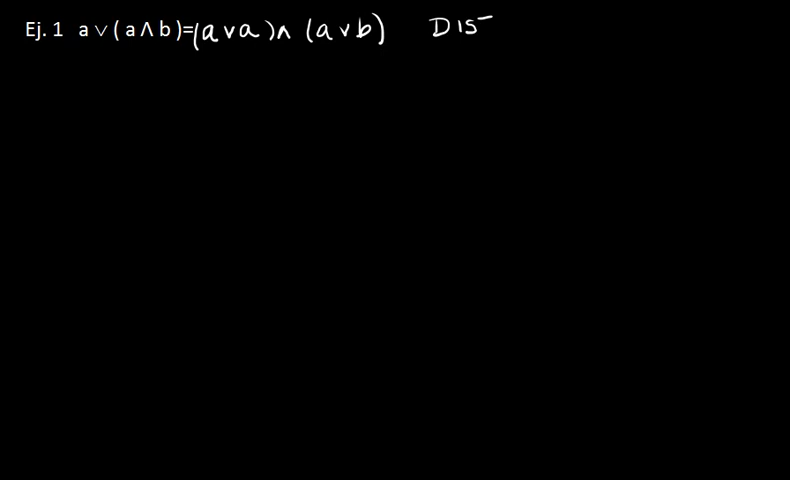 Ej. 1 a ∨ ( a ∧ b )=(a ∨ a) ∧ (a ∨ b) DIS